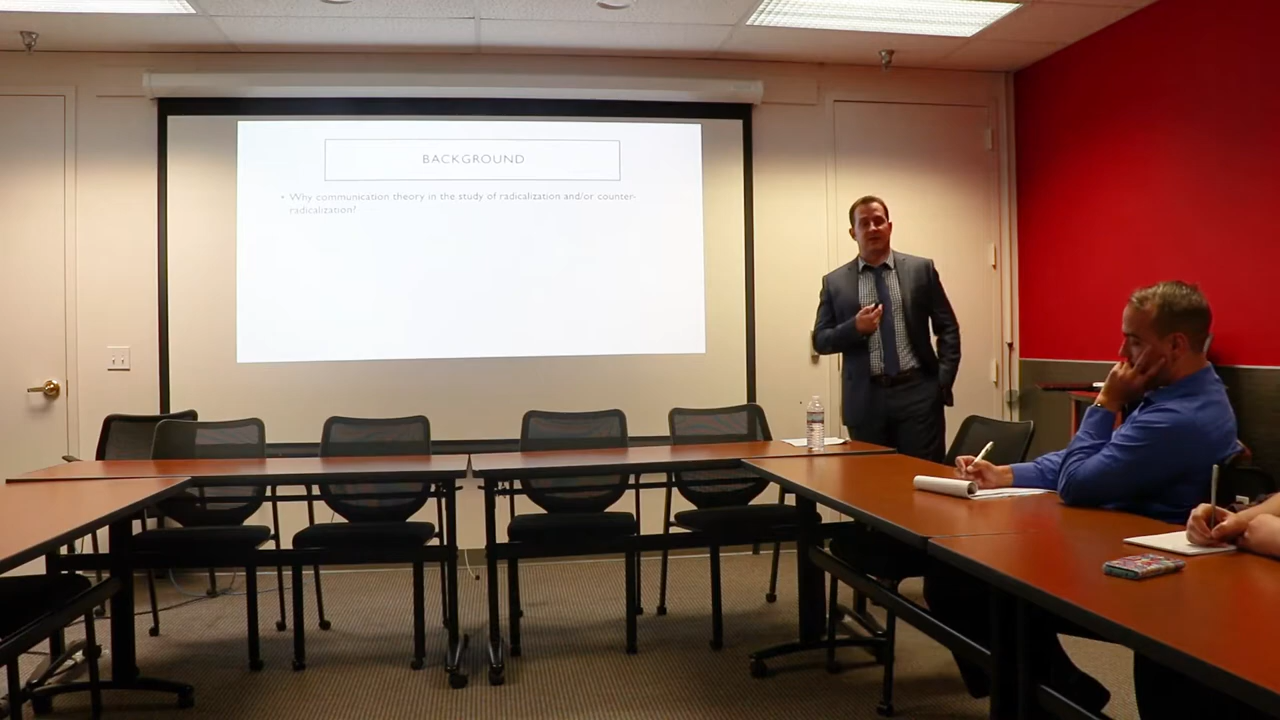 BACKGROUND
• Why communication theory in the study of radicalization and/or counter-
radicalization?